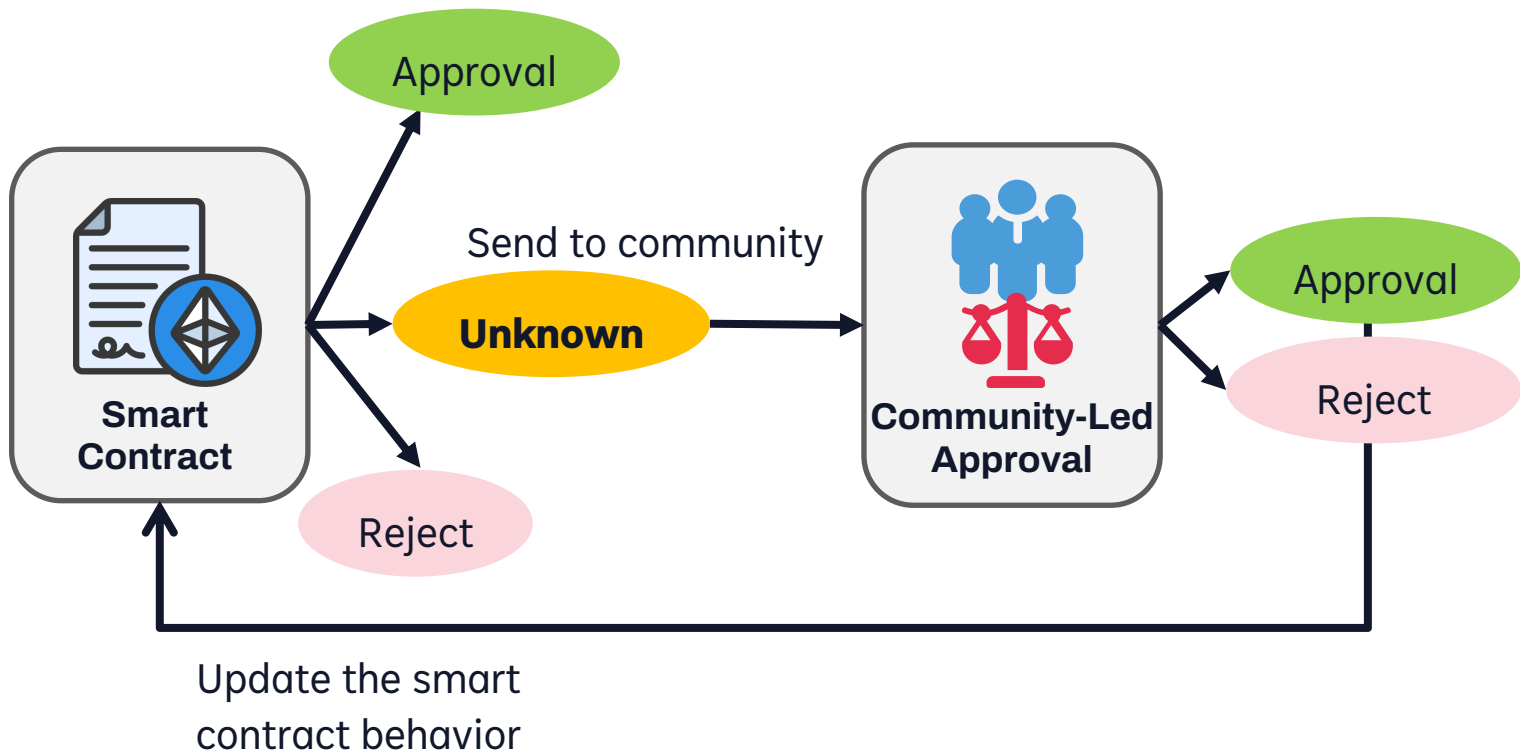 Approval
Send to community
Unknown
Smart
Contract
Reject
Community-Led
Approval
Approval
Reject
Update the smart
contract behavior